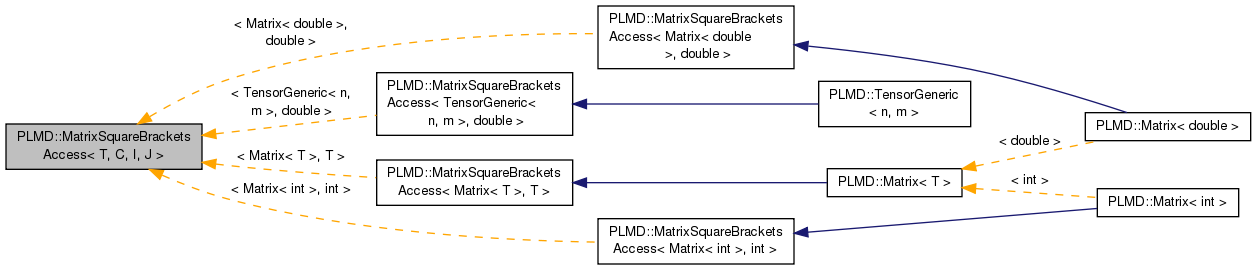 < Matrix< double >,
double >
PLMD::MatrixSquareBrackets
Access< Matrix< double
>, double >
< TensorGeneric< n,
m >, double >
PLMD::MatrixSquareBrackets
Access< TensorGeneric<
n, m >, double >
PLMD::TensorGeneric
< n, m >
PLMD::Matrix< double >
PLMD::MatrixSquareBrackets
Access< T, C, I, J >
< double >
< Matrix< T >, T >
PLMD::MatrixSquareBrackets
Access< Matrix< T >, T >
PLMD::Matrix< T >
< int >
< Matrix< int >, int >
PLMD::Matrix< int >
PLMD::MatrixSquareBrackets
Access< Matrix< int >, int >